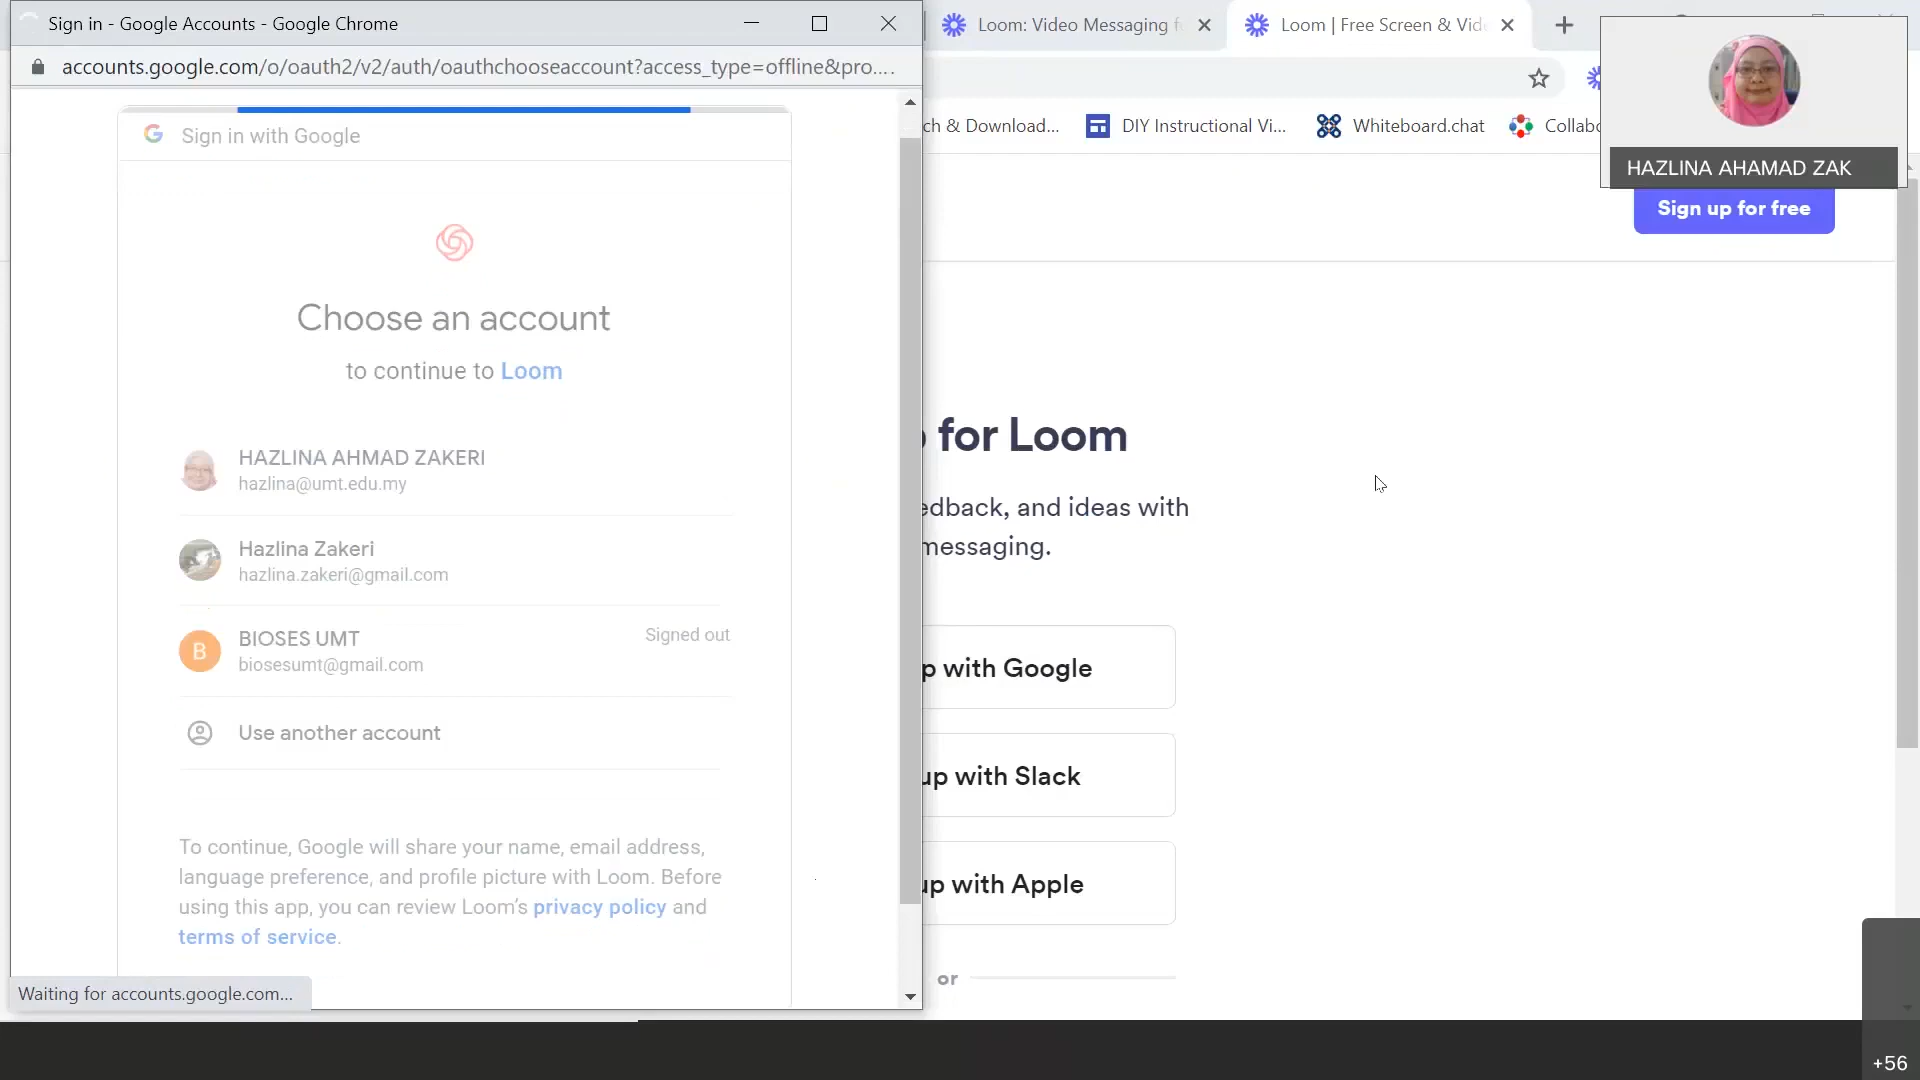 Sign in - Google Accounts - Google Chrome
accounts.google.com/o/oauth2/v2/auth/oauthchooseaccount?access_type=offline&pro....
Sign in with Google
Choose an account
to continue to Loom
HAZLINA AHMAD ZAKERI
hazlina@umt.edu.my
Hazlina Zakeri
hazlina.zakeri@gmail.com
B
BIOSES UMT
Signed out
biosesumt@gmail.com
Use another account
To continue, Google will share your name, email address,
language preference, and profile picture with Loom. Before
using this app, you can review Loom's privacy policy and
terms of service.
Waiting for accounts.google.com...
Loom: Video Messaging f
Loom | Free Screen & Vid
ch & Download...
DIY Instructional Vi...
Whiteboard.chat
Collabo
HAZLINA AHAMAD ZAK
Sign up for free
for Loom
edback, and ideas with
messaging.
p with Google
up with Slack
up with Apple
or
+56